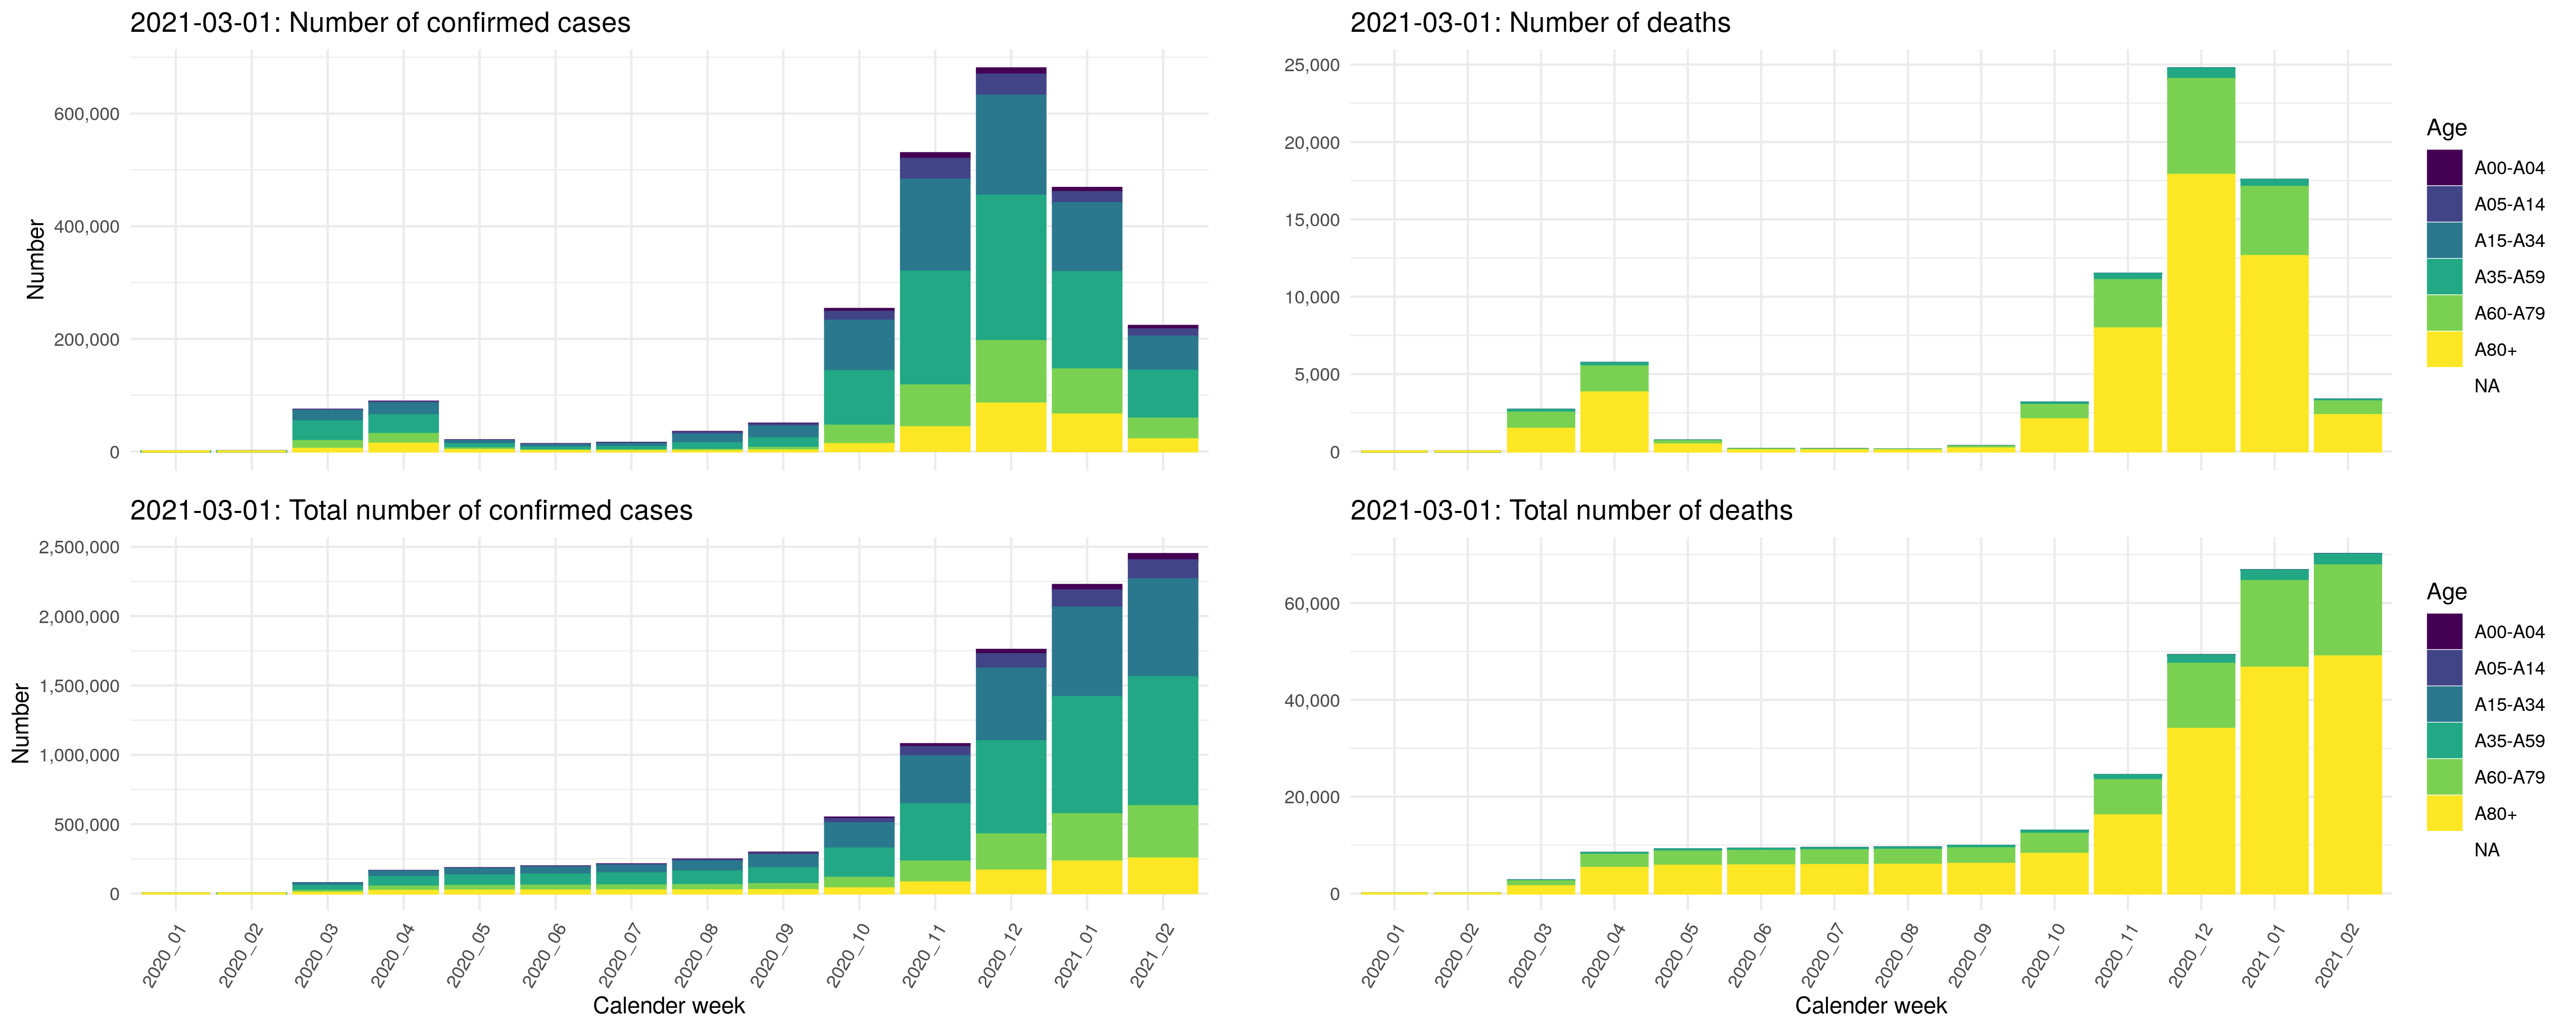 2021-03-01: Number of confirmed cases
Number
600,000
400,000
200,000
0
2021-03-01: Number of deaths
25,000
20,000
15,000
10,000
5,000
0
Age
A00-A04
A05-A14
A15-A34
A35-A59
A60-A79
A80+
NA
2021-03-01: Total number of confirmed cases
Number
2,500,000
2,000,000
1,500,000
1,000,000
500,000
0
2020_01
2020_02
2020_03
2020_04
2020_05
2020_06
2020_07
2020_08
2020_09
2020_10
2020_11
2020_12
2021_01
2021_02
Calender week
2021-03-01: Total number of deaths
60,000
40,000
20,000
0
2020_01
2020_02
2020_03
2020_04
2020_05
2020_06
2020_07
2020_08
2020_09
2020_10
2020_11
2020_12
2021_01
2021_02
Calender week
Age
A00-A04
A05-A14
A15-A34
A35-A59
A60-A79
A80+
NA